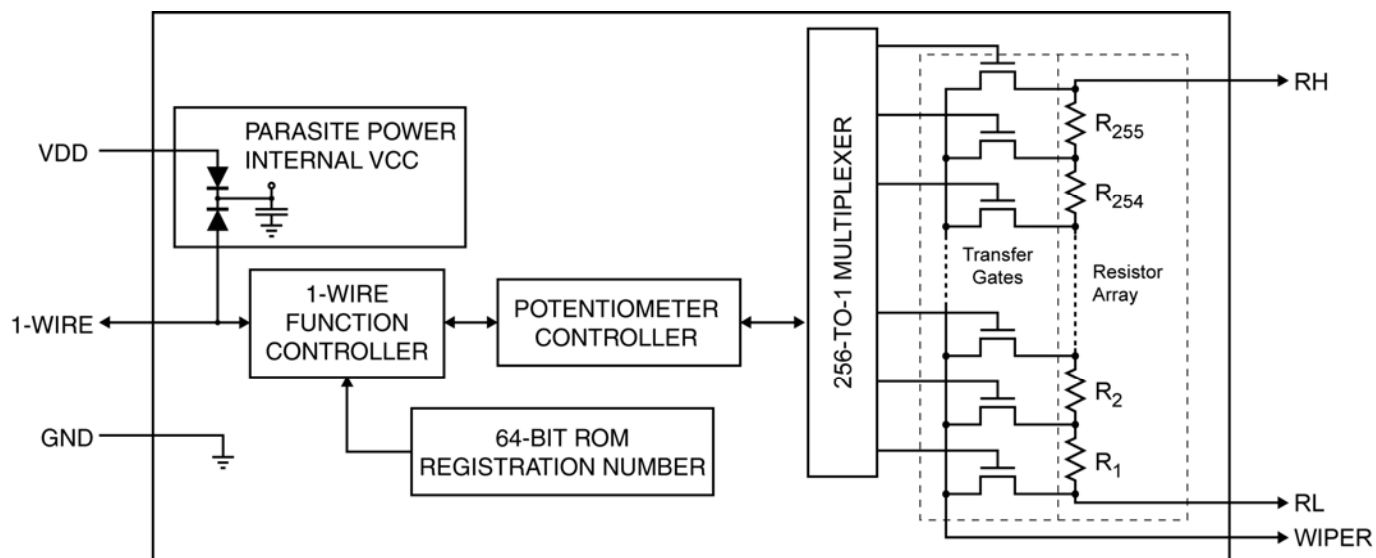 VDD
PARASITE POWER
INTERNAL VCC
1-WIRE
1-WIRE
FUNCTION
CONTROLLER
POTENTIOMETER
CONTROLLER
GND
64-BIT ROM
REGISTRATION NUMBER
256-TO-1 MULTIPLEXER
Transfer
Gates
Resistor
Array
R255
R254
R2
R1
RH
RL
WIPER